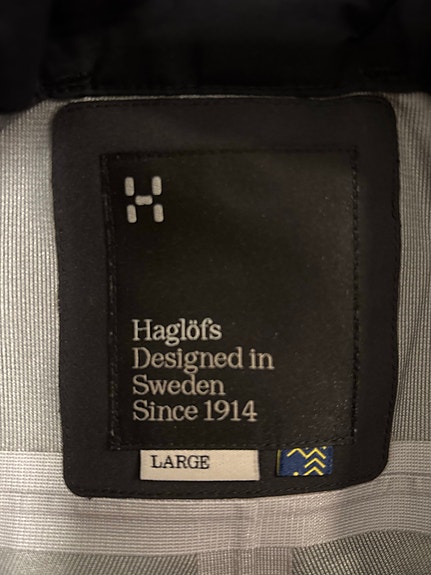 Haglöfs
Designed in
Sweden
Since 1914
LARGE